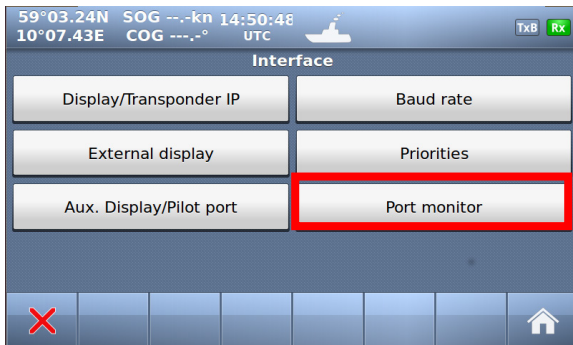 59°03.24N SOG --.-kn 14:50:48
10°07.43E COG ---.-° UTC
TxB Rx
Interface
Display/Transponder IP
Baud rate
External display
Priorities
Aux. Display/Pilot port
Port monitor